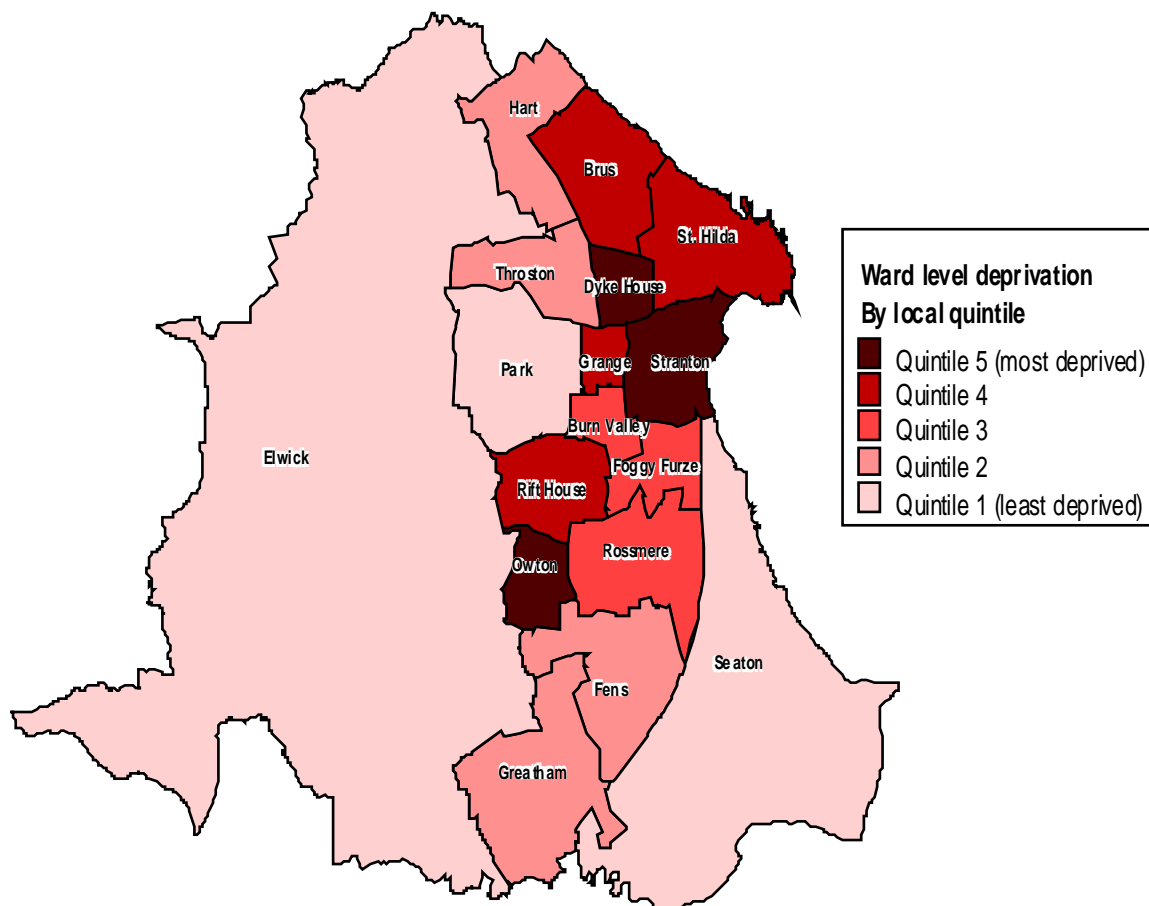 Hart
Brus
St. Hilda
Throston
Dyke House
Park
Grange
Stranton
Burn Valley
Elwick
Foggy Furze
Rift House
Owton
Rossmere
Seaton
Fens
Greatham
Ward level deprivation
By local quintile
Quintile 5 (most deprived)
Quintile 4
Quintile 3
Quintile 2
Quintile 1 (least deprived)